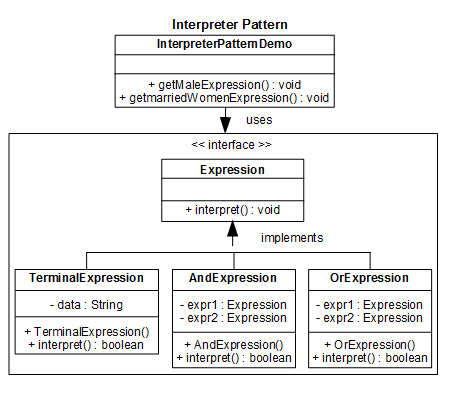 Interpreter Pattern
InterpreterPatternDemo
+ getMaleExpression() : void
+ getmarriedWomenExpression() : void
uses
<< interface >>
Expression
+ interpret() : void
implements
TerminalExpression
- data : String
+ TerminalExpression()
+ interpret() : boolean
AndExpression
- expr1 : Expression
- expr2 : Expression
+ AndExpression()
+ interpret() : boolean
OrExpression
- expr1 : Expression
- expr2 : Expression
+ OrExpression()
+ interpret() : boolean